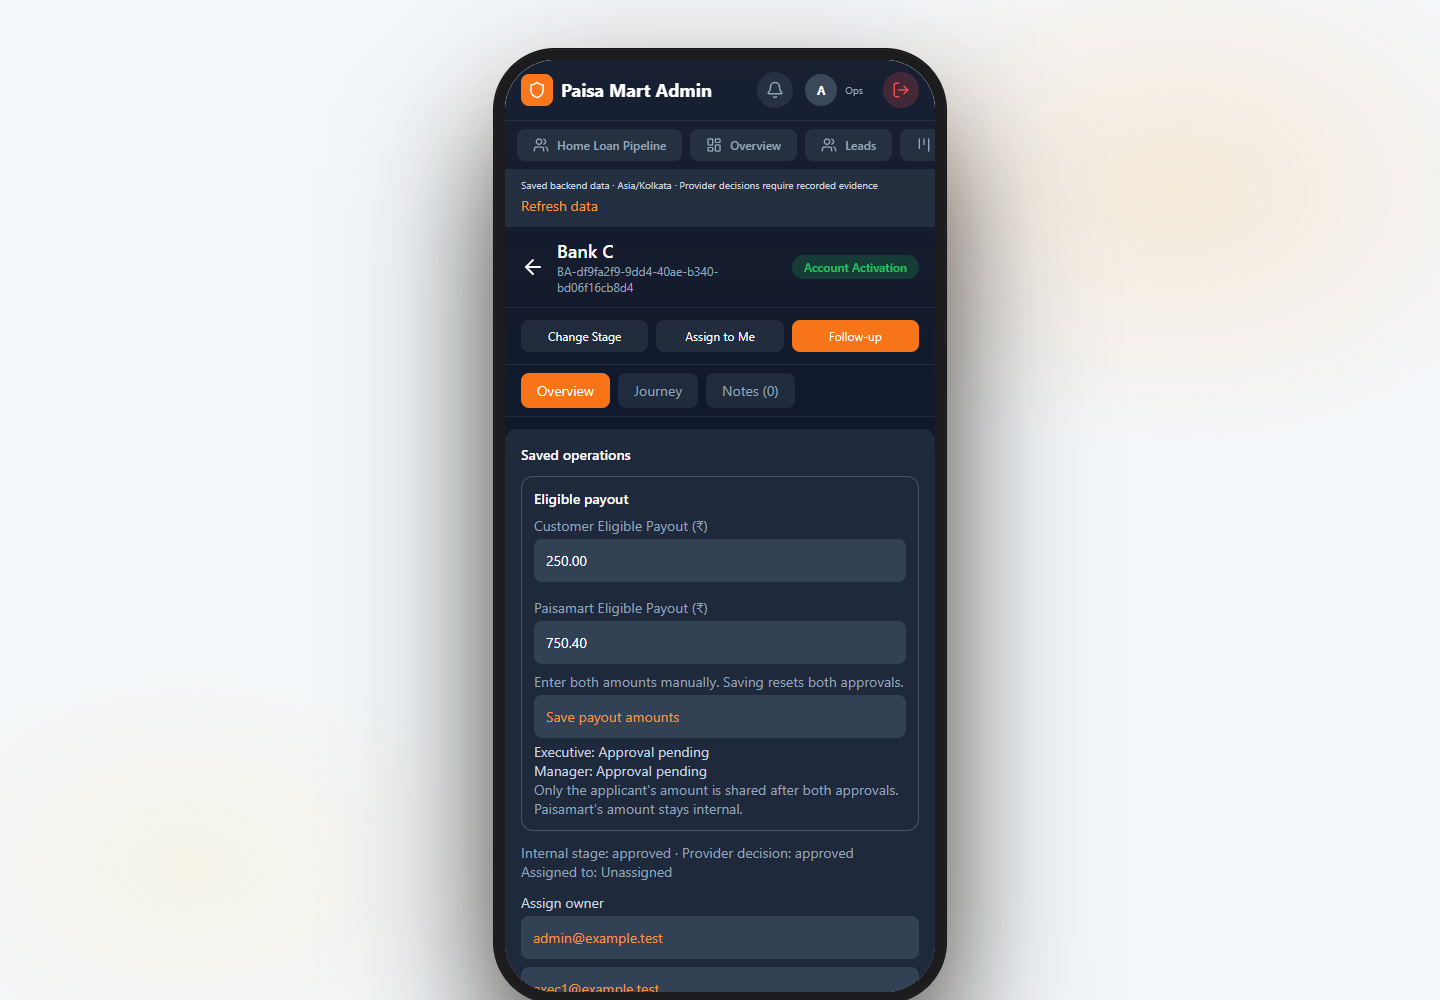 Paisa Mart Admin
A
Ops
Home Loan Pipeline
Overview
Leads
Saved backend data · Asia/Kolkata · Provider decisions require recorded evidence
Refresh data
Bank C
BA-df9fa2f9-9dd4-40ae-b340-
bd06f16cb8d4
Account Activation
Change Stage
Assign to Me
Follow-up
Overview
Journey
Notes (0)
Saved operations
Eligible payout
Customer Eligible Payout (₹)
250.00
Paisamart Eligible Payout (₹)
750.40
Enter both amounts manually. Saving resets both approvals.
Save payout amounts
Executive: Approval pending
Manager: Approval pending
Only the applicant's amount is shared after both approvals.
Paisamart's amount stays internal.
Internal stage: approved · Provider decision: approved
Assigned to: Unassigned
Assign owner
admin@example.test
exec1@example.test